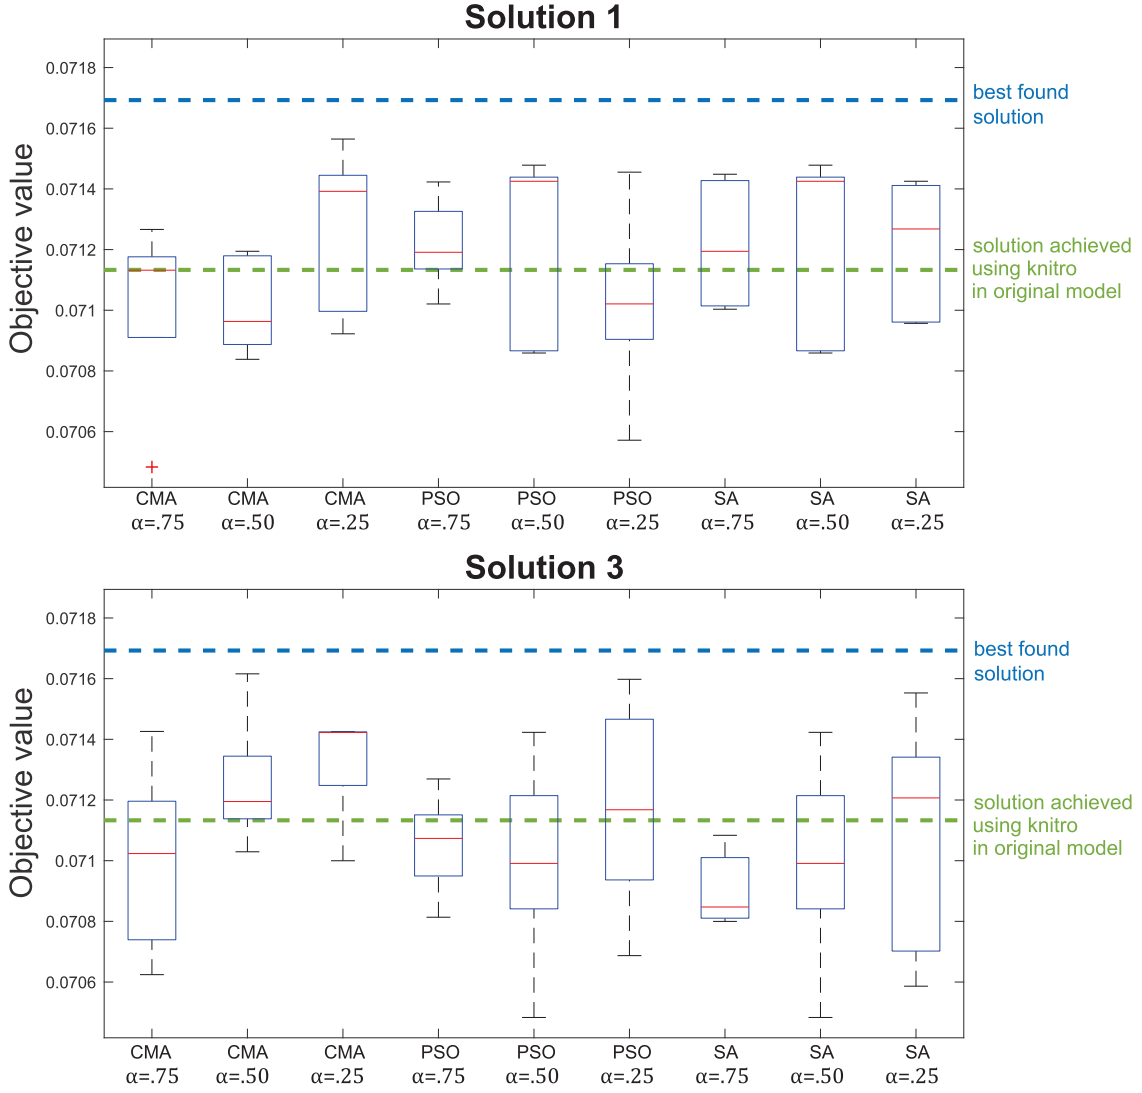 Solution 1
Objective value
0.0718
0.0716
0.0714
0.0712
0.071
0.0708
0.0706
best found
solution
solution achieved
using knitro
in original model
CMA CMA CMA PSO PSO PSO SA SA SA
α=.75 α=.50 α=.25 α=.75 α=.50 α=.25 α=.75 α=.50 α=.25
Solution 3
Objective value
0.0718
0.0716
0.0714
0.0712
0.071
0.0708
0.0706
best found
solution
solution achieved
using knitro
in original model
CMA CMA CMA PSO PSO PSO SA SA SA
α=.75 α=.50 α=.25 α=.75 α=.50 α=.25 α=.75 α=.50 α=.25